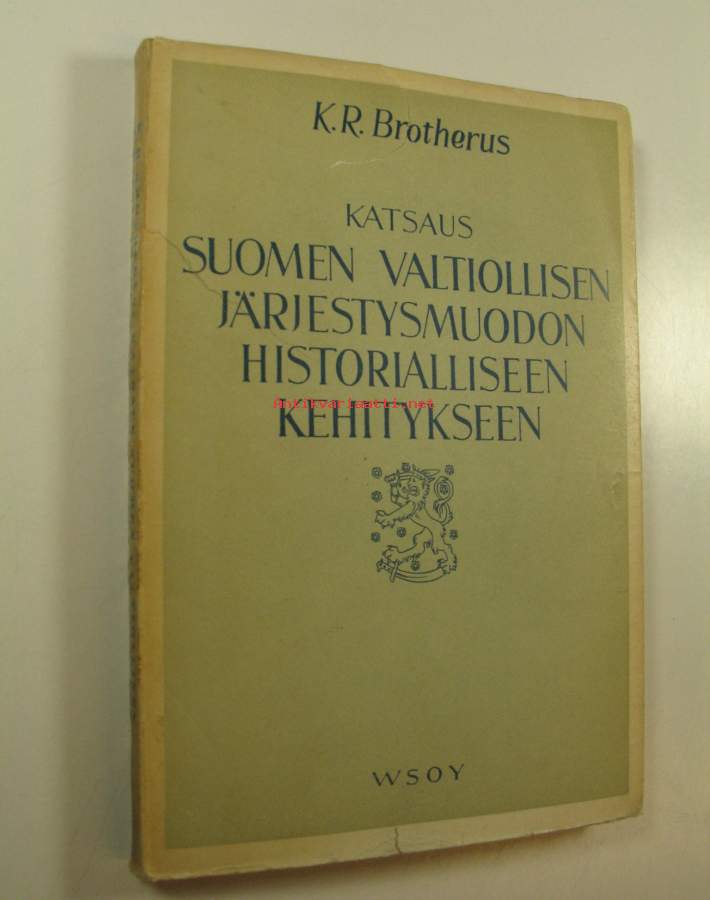 K.R. Brotherus
KATSAUS
SUOMEN VALTIOLLISEN
JÄRJESTYSMUODON
HISTORIALLISEEN
Antikvariaatti.net
KEHITYKSEEN
WSOY